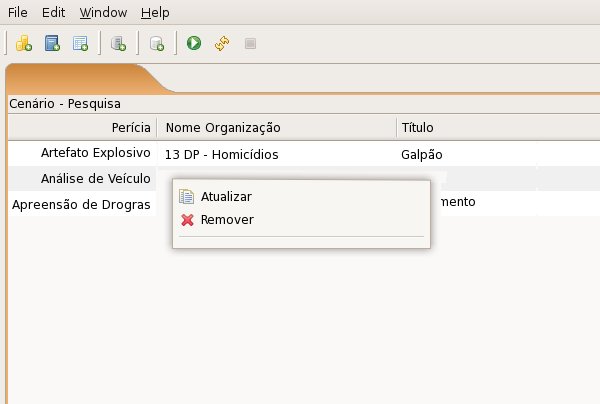 File Edit Window Help
Cenário - Pesquisa
Perícia Nome Organização Título
Artefato Explosivo 13 DP - Homicídios Galpão
Análise de Veículo
Atualizar
Apreensão de Drogras mento
Remover